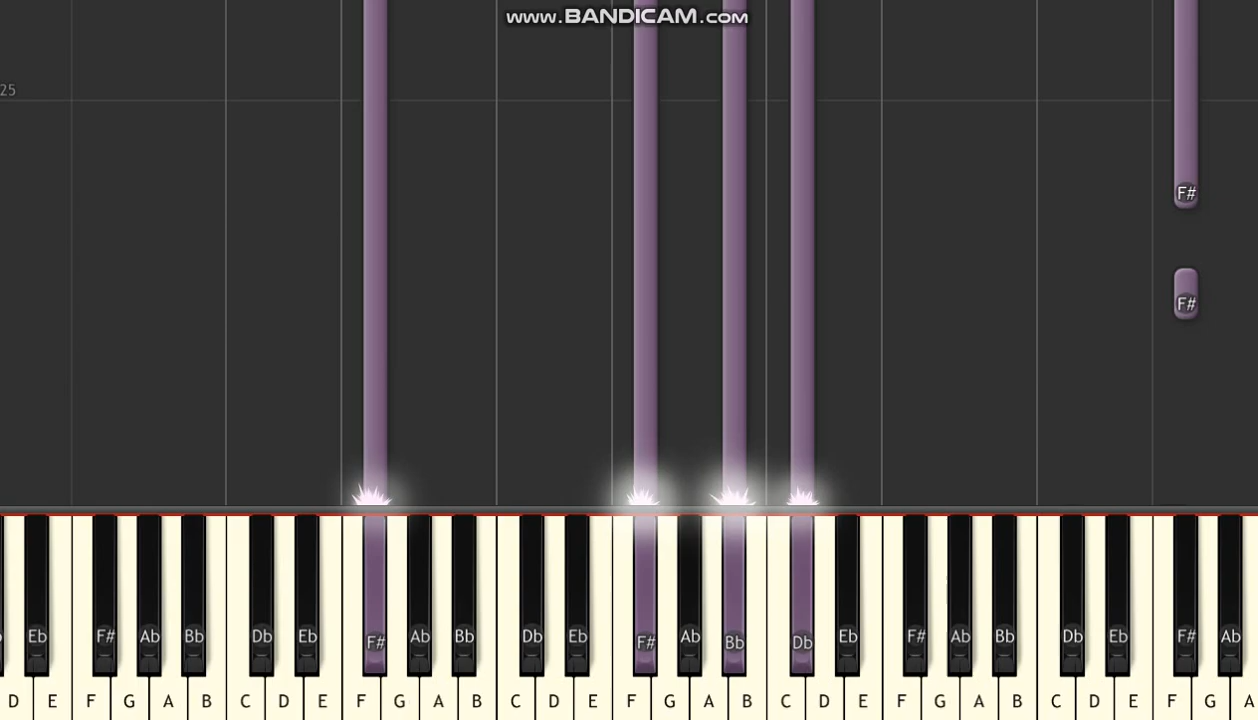 www.BANDICAM.com
25
F#
F#
Eb F# Ab Bb Db Eb F# Ab Bb Db Eb F# Ab Bb Db Eb F# Ab Bb Db Eb F# Ab
D E F G A B C D E F G A B C D E F G A B C D E F G A B C D E F G A